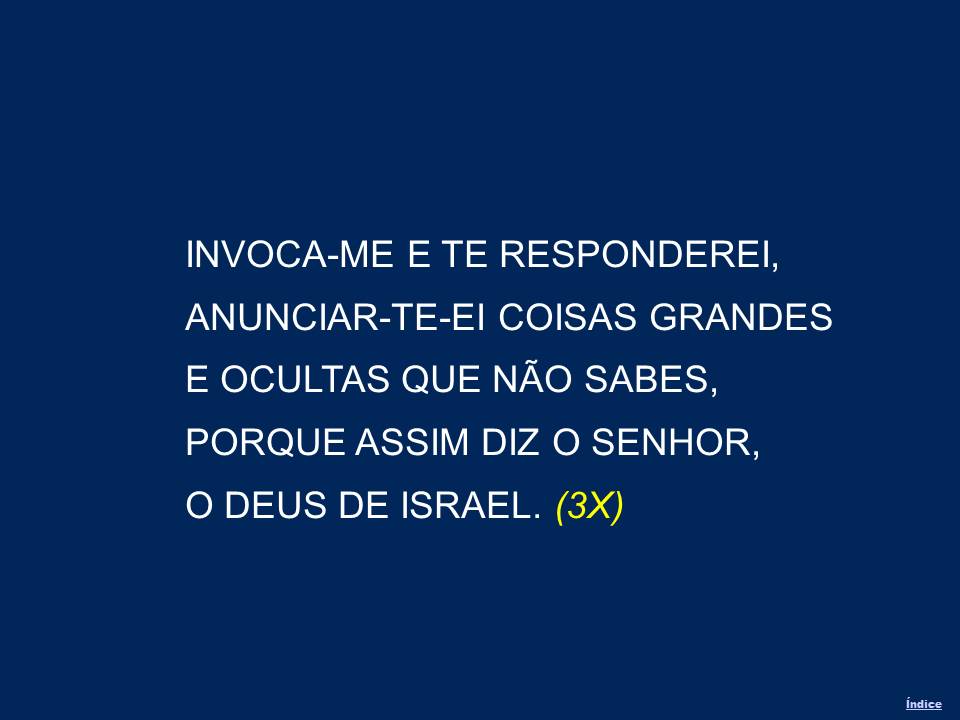 INVOCA-ME E TE RESPONDEREI,
ANUNCIAR-TE-EI COISAS GRANDES
E OCULTAS QUE NÃO SABES,
PORQUE ASSIM DIZ O SENHOR,
O DEUS DE ISRAEL. (3X)
Índice